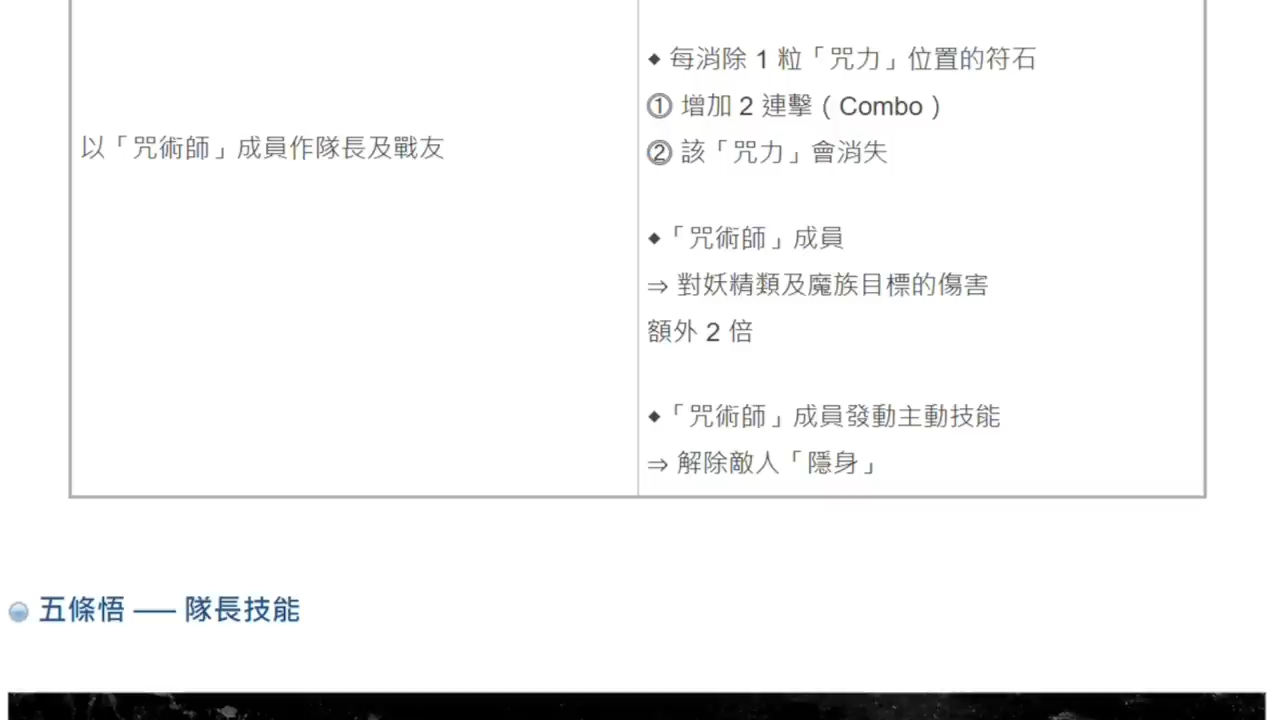 ◆ 每消除 1 粒「咒力」位置的符石
① 增加 2 連擊 ( Combo )
以「咒術師」成員作隊長及戰友
② 該「咒力」會消失
◆「咒術師」成員
⇒ 對妖精類及魔族目標的傷害
額外 2 倍
◆「咒術師」成員發動主動技能
⇒ 解除敵人「隱身」
五條悟 —— 隊長技能